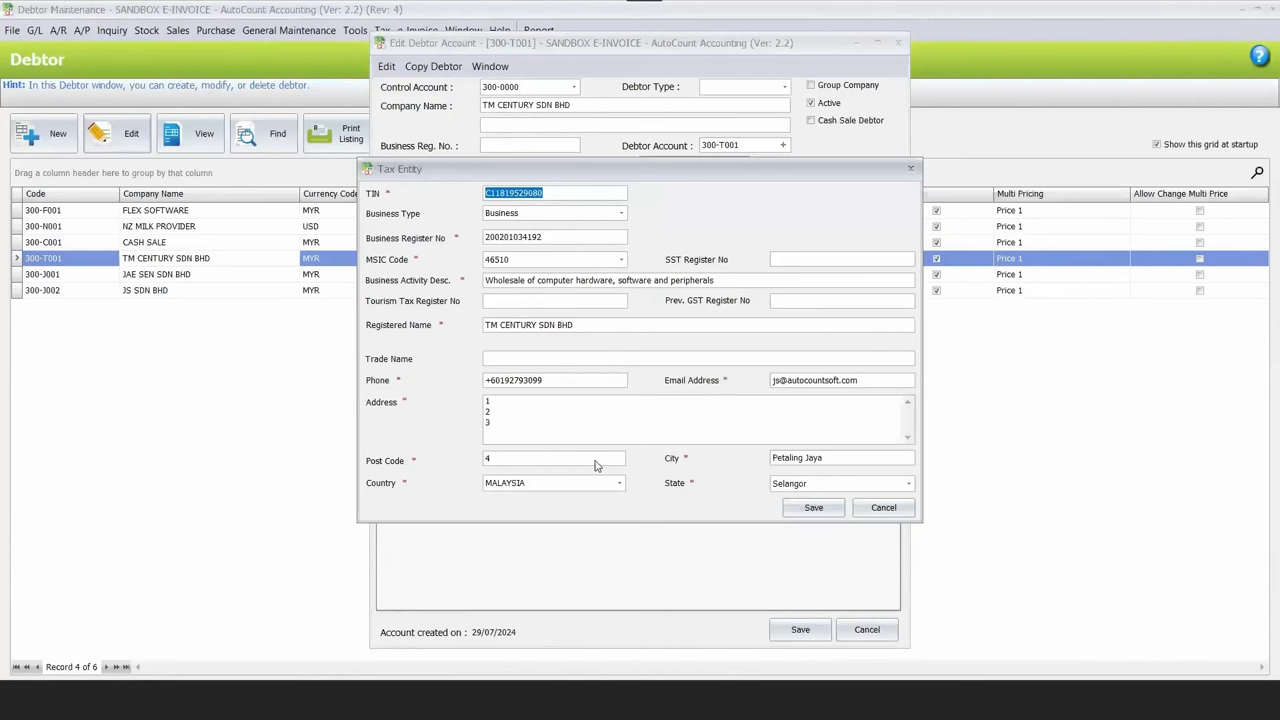 Debtor Maintenance - SANDBOX E-INVOICE - AutoCount Accounting (Ver: 2.2) (Rev: 4)
File G/L A/R A/P Inquiry Stock Sales Purchase General Maintenance Tools Tax e-Invoice Window Help Report
Debtor
Hint: In this Debtor window, you can create, modify, or delete debtor.
New Edit View Find Print Listing
Show this grid at startup
Drag a column header here to group by that column
Code Company Name Currency Code Multi Pricing Allow Change Multi Price
300-F001 FLEX SOFTWARE MYR Price 1
300-N001 NZ MILK PROVIDER USD Price 1
300-C001 CASH SALE MYR Price 1
300-T001 TM CENTURY SDN BHD MYR Price 1
300-J001 JAE SEN SDN BHD MYR Price 1
300-J002 JS SDN BHD MYR Price 1
Record 4 of 6
Edit Debtor Account - [300-T001] - SANDBOX E-INVOICE - AutoCount Accounting (Ver: 2.2)
Edit Copy Debtor Window
Control Account : 300-0000 Debtor Type : Group Company
Company Name : TM CENTURY SDN BHD Active
Cash Sale Debtor
Business Reg. No. : Debtor Account : 300-T001 +
Tax Entity
TIN * C11819529080
Business Type Business
Business Register No * 200201034192
MSIC Code * 46510 SST Register No
Business Activity Desc. * Wholesale of computer hardware, software and peripherals
Tourism Tax Register No Prev. GST Register No
Registered Name * TM CENTURY SDN BHD
Trade Name
Phone * +60192793099 Email Address * js@autocountsoft.com
Address * 1
2
3
Post Code * 4 City * Petaling Jaya
Country * MALAYSIA State * Selangor
Save Cancel
Account created on : 29/07/2024 Save Cancel